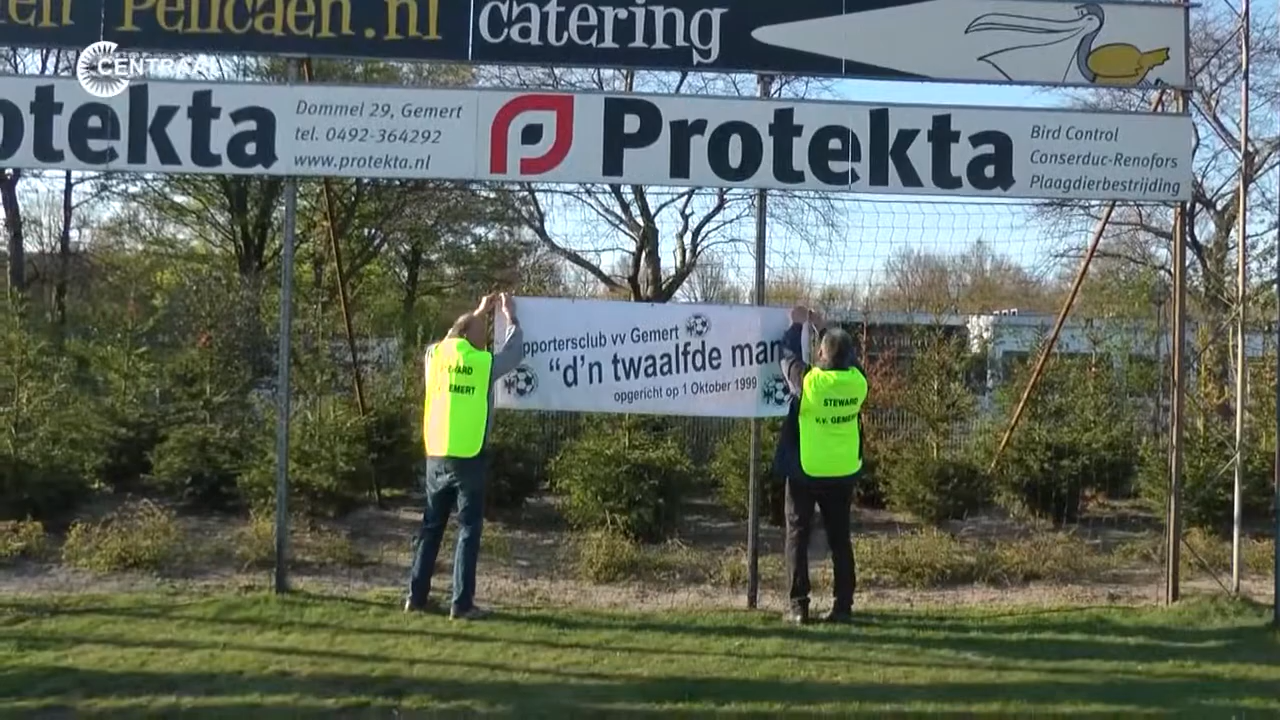 Pelicaen.nl
catering
CENTRAAL
otekta
Dommel 29, Gemert
tel. 0492-364292
www.protekta.nl
Protekta
Bird Control
Conserduc-Renofors
Plaagdierbestrijding
pportersclub vv Gemert
“d’n twaalfde man
opgericht op 1 Oktober 1999
STEWARD
v.v. GEMERT